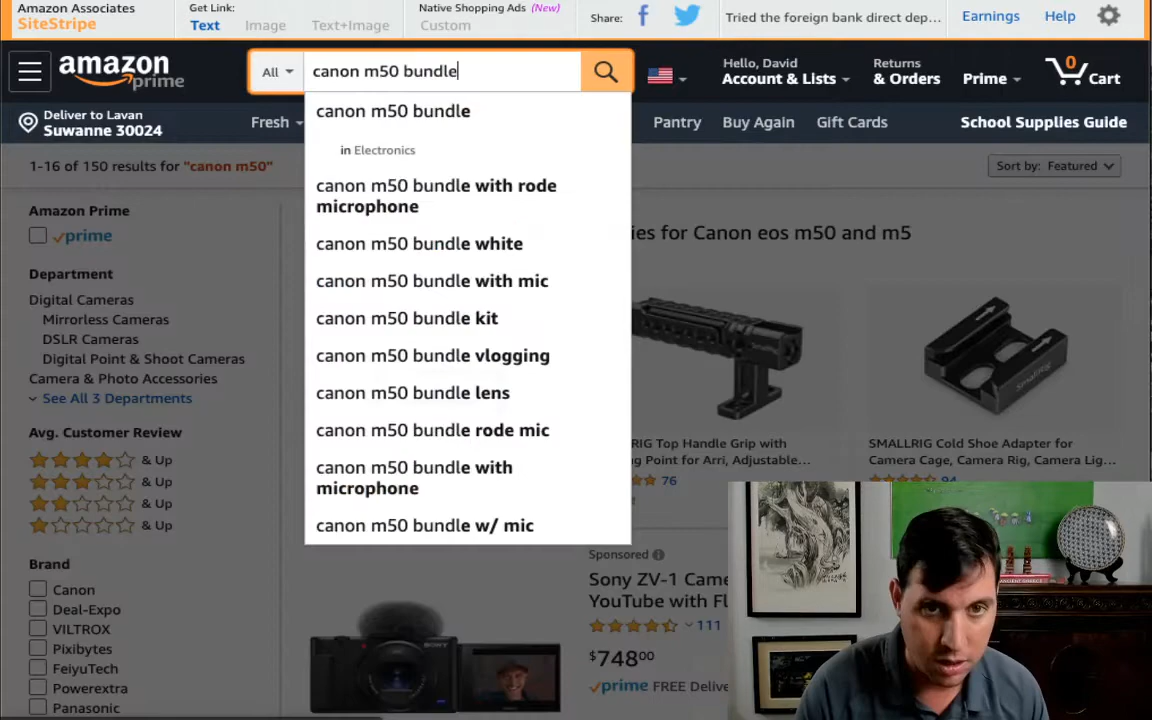 Amazon Associates
SiteStripe
Get Link:
Text
Image
Text+Image
Native Shopping Ads (New)
Custom
Share:
Tried the foreign bank direct dep...
Earnings
Help
amazon
prime
All
canon m50 bundle
Hello, David
Account & Lists
Returns
& Orders
Prime
0
Cart
Deliver to Lavan
Suwanne 30024
Fresh
Pantry
Buy Again
Gift Cards
School Supplies Guide
1-16 of 150 results for "canon m50"
Sort by: Featured
canon m50 bundle
in Electronics
canon m50 bundle with rode
microphone
canon m50 bundle white
canon m50 bundle with mic
canon m50 bundle kit
canon m50 bundle vlogging
canon m50 bundle lens
canon m50 bundle rode mic
canon m50 bundle with
microphone
canon m50 bundle w/ mic
Amazon Prime
prime
Department
Digital Cameras
Mirrorless Cameras
DSLR Cameras
Digital Point & Shoot Cameras
Camera & Photo Accessories
See All 3 Departments
Avg. Customer Review
& Up
& Up
& Up
& Up
Brand
Canon
Deal-Expo
VILTROX
Pixibytes
FeiyuTech
Powerextra
Panasonic
ies for Canon eos m50 and m5
RIG Top Handle Grip with
ng Point for Arri, Adjustable...
76
SMALLRIG Cold Shoe Adapter for
Camera Cage, Camera Rig, Camera Lig...
94
SmallRig
Sponsored
Sony ZV-1 Came
YouTube with Fl
111
$74800
prime FREE Delive
SONY